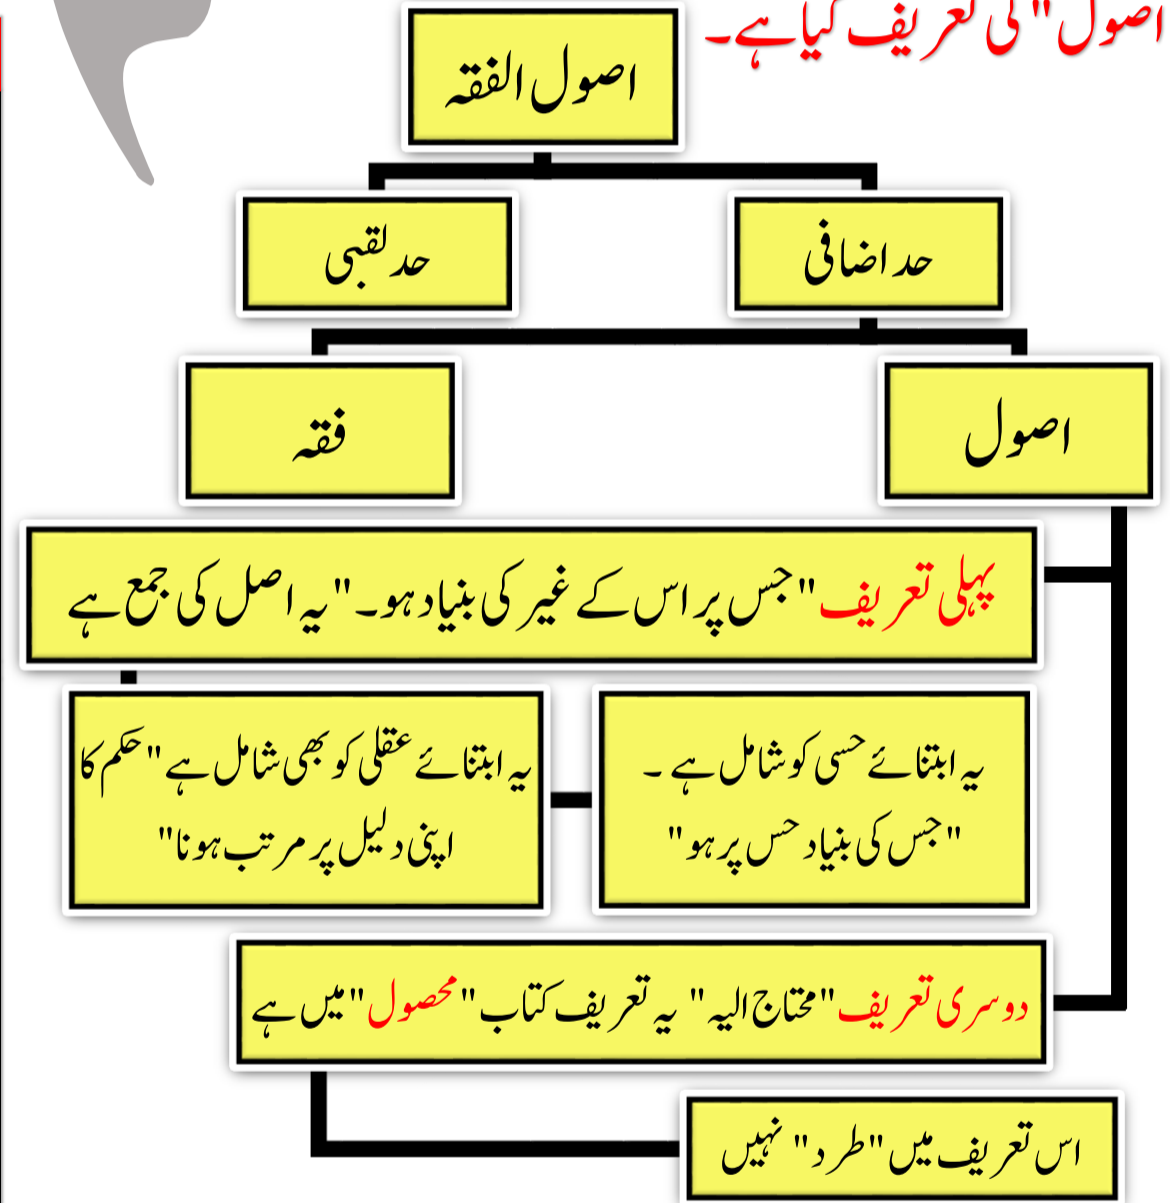 اصول" کی تعریف کیا ہے۔
اصول الفقہ
حد اضافی
حد لقبی
اصول
فقہ
پہلی تعریف "جس پر اس کے غیر کی بنیاد ہو۔" یہ اصل کی جمع ہے
یہ ابتنائے حسی کو شامل ہے ۔
"جس کی بنیاد حس پر ہو"
یہ ابتنائے عقلی کو بھی شامل ہے "حکم کا
اپنی دلیل پر مرتب ہونا"
دوسری تعریف "محتاج الیہ" یہ تعریف کتاب "محصول" میں ہے
اس تعریف میں "طرد" نہیں